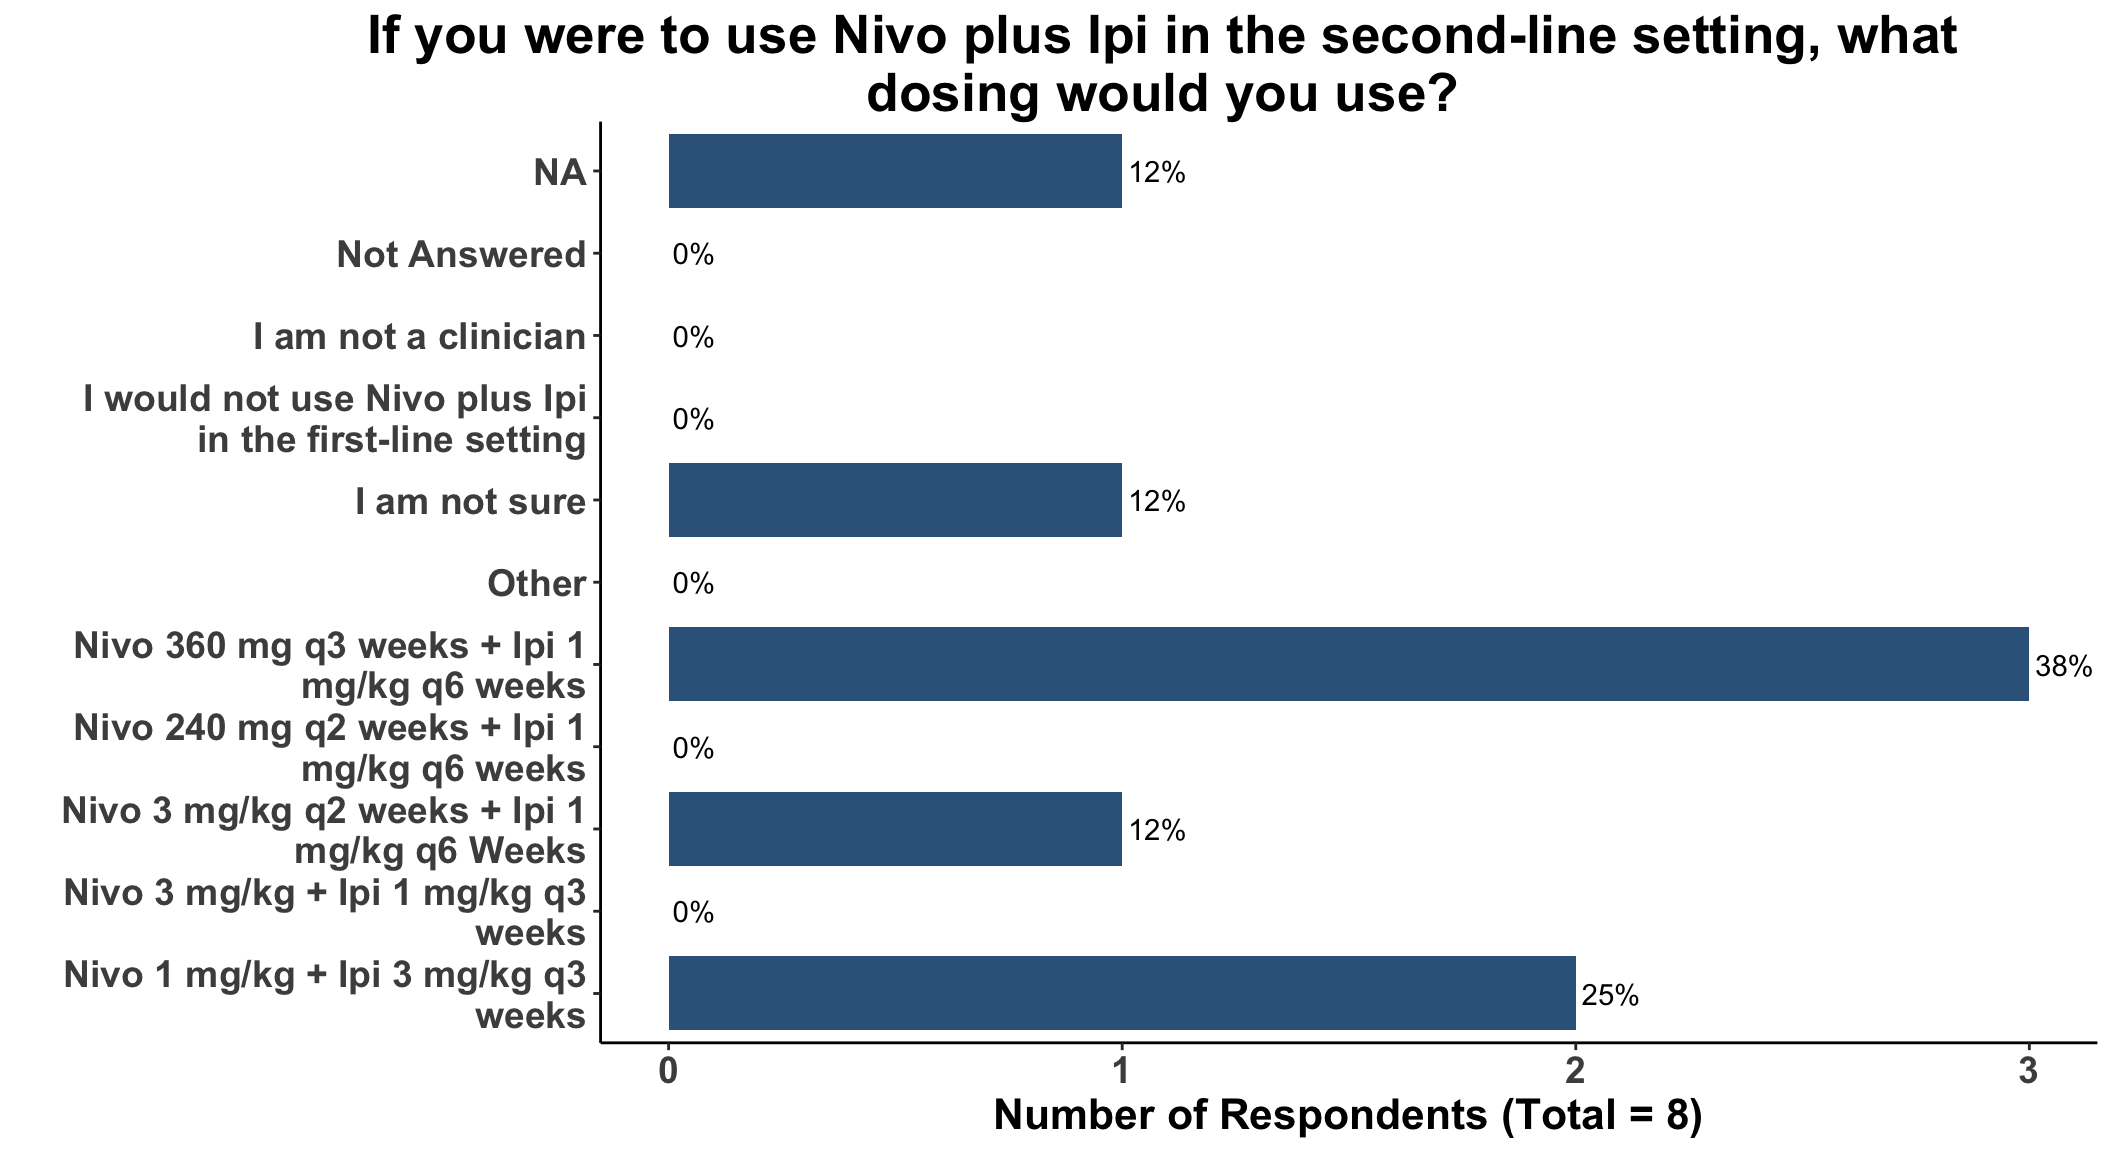 If you were to use Nivo plus Ipi in the second-line setting, what
dosing would you use?
NA
12%
Not Answered
0%
I am not a clinician
0%
I would not use Nivo plus Ipi
in the first-line setting
0%
I am not sure
12%
Other
0%
Nivo 360 mg q3 weeks + Ipi 1
mg/kg q6 weeks
38%
Nivo 240 mg q2 weeks + Ipi 1
mg/kg q6 weeks
0%
Nivo 3 mg/kg q2 weeks + Ipi 1
mg/kg q6 Weeks
12%
Nivo 3 mg/kg + Ipi 1 mg/kg q3
weeks
0%
Nivo 1 mg/kg + Ipi 3 mg/kg q3
weeks
25%
0 1 2 3
Number of Respondents (Total = 8)